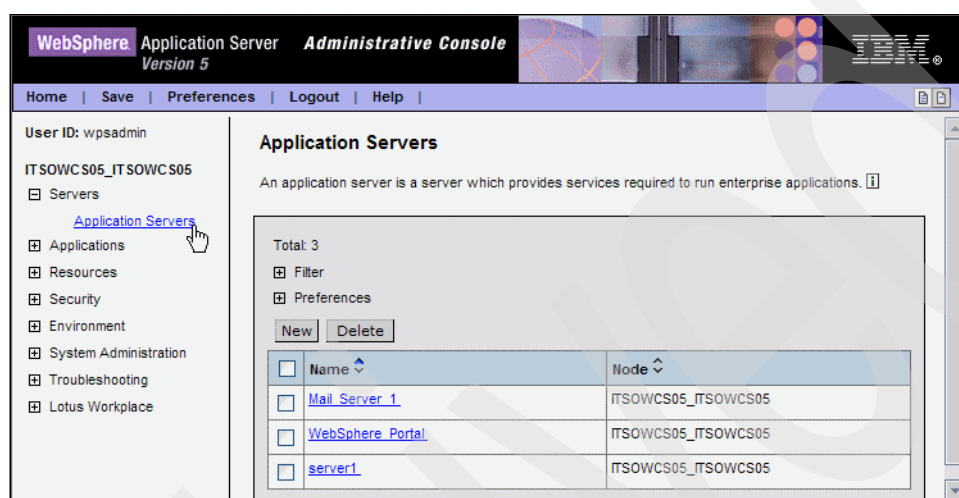 WebSphere. Application Server Administrative Console
Version 5
IBM®
Home | Save | Preferences | Logout | Help |
User ID: wpsadmin
ITSOWCS05_ITSOWCS05
Servers
Application Servers
Applications
Resources
Security
Environment
System Administration
Troubleshooting
Lotus Workplace
Application Servers
An application server is a server which provides services required to run enterprise applications. i
Total: 3
Filter
Preferences
New Delete
Name Node
Mail_Server_1 ITSOWCS05_ITSOWCS05
WebSphere_Portal ITSOWCS05_ITSOWCS05
server1 ITSOWCS05_ITSOWCS05